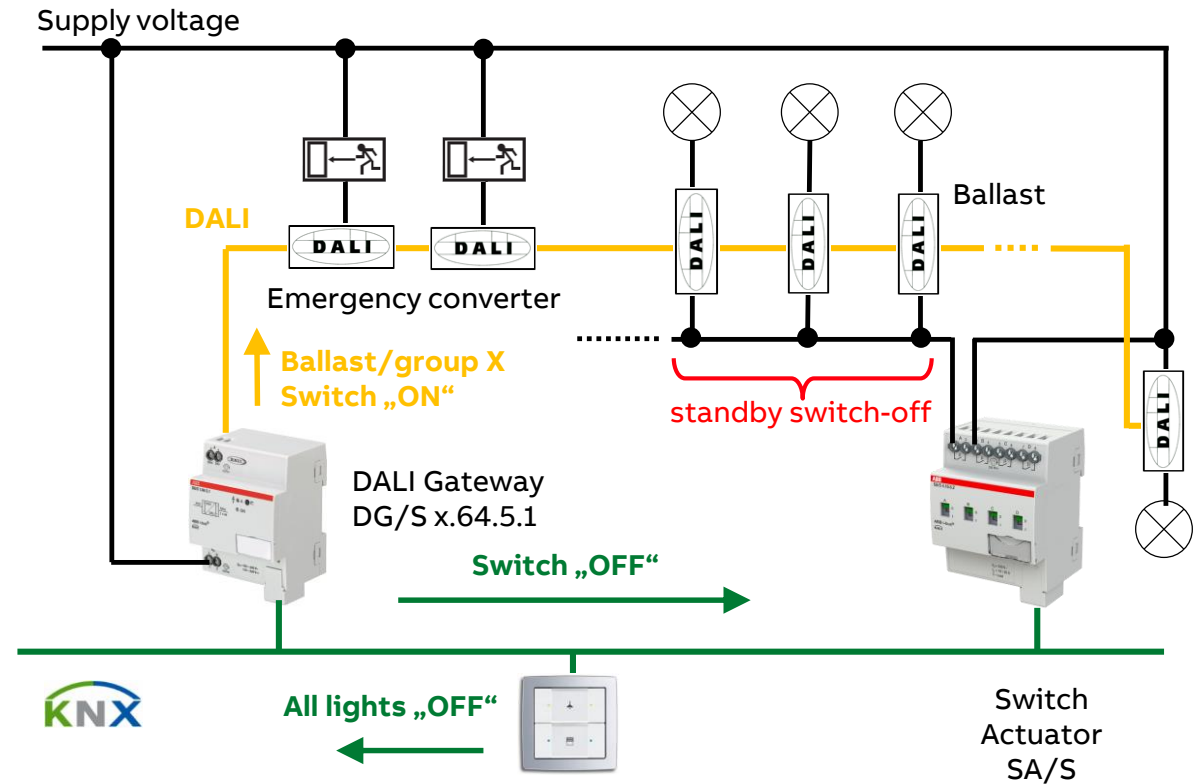 Supply voltage
DALI
DALI
DALI
DALI
DALI
DALI
Ballast
Emergency converter
Ballast/group X
Switch „ON“
standby switch-off
DALI
DALI Gateway
DG/S x.64.5.1
ABB
Switch „OFF“
KNX
All lights „OFF“
Switch
Actuator
SA/S